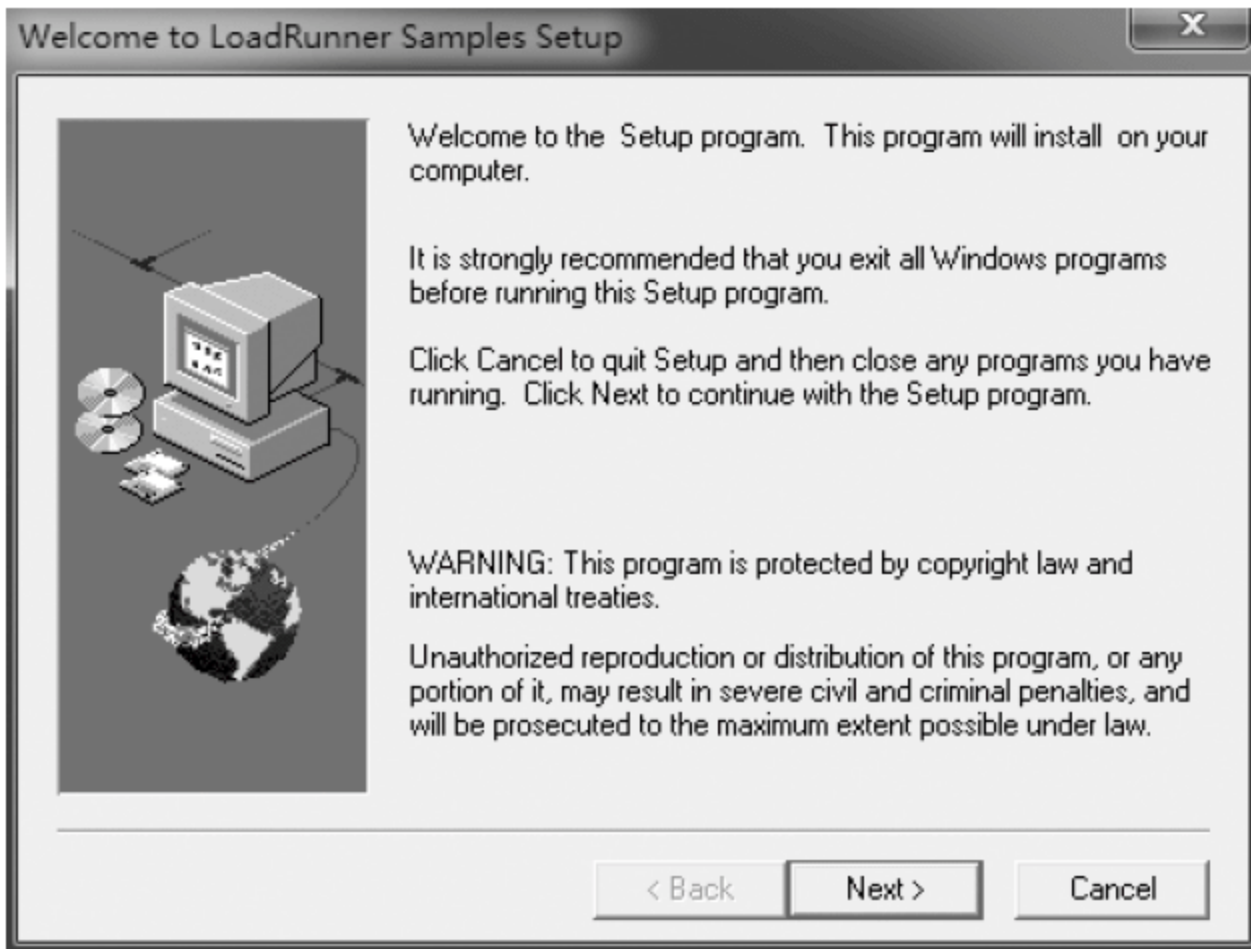 Welcome to LoadRunner Samples Setup
Welcome to the  Setup program.  This program will install  on your
computer.
It is strongly recommended that you exit all Windows programs
before running this Setup program.
Click Cancel to quit Setup and then close any programs you have
running.  Click Next to continue with the Setup program.
WARNING: This program is protected by copyright law and
international treaties.
Unauthorized reproduction or distribution of this program, or any
portion of it, may result in severe civil and criminal penalties, and
will be prosecuted to the maximum extent possible under law.
< Back
Next >
Cancel